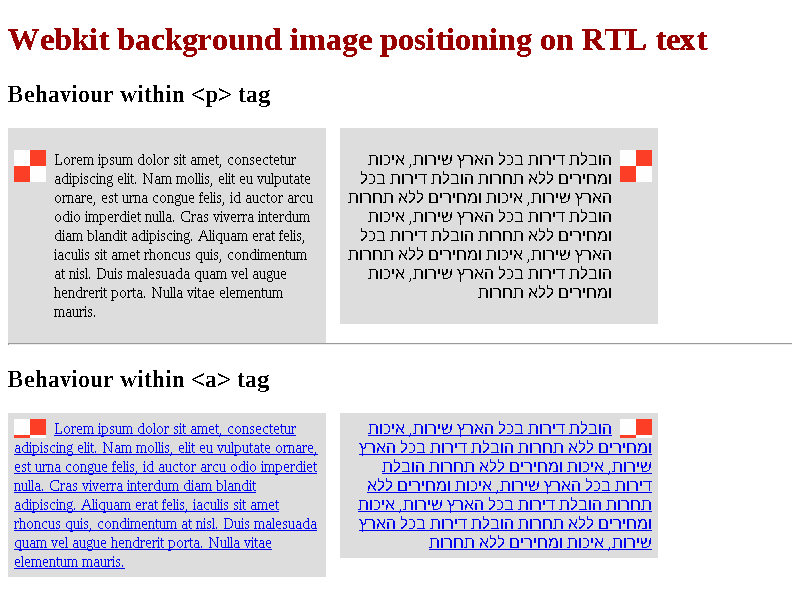 Webkit background image positioning on RTL text
Behaviour within <p> tag
Lorem ipsum dolor sit amet, consectetur
adipiscing elit. Nam mollis, elit eu vulputate
ornare, est urna congue felis, id auctor arcu
odio imperdiet nulla. Cras viverra interdum
diam blandit adipiscing. Aliquam erat felis,
iaculis sit amet rhoncus quis, condimentum
at nisl. Duis malesuada quam vel augue
hendrerit porta. Nulla vitae elementum
mauris.
הובלת דירות בכל הארץ שירות, איכות
ומחירים ללא תחרות הובלת דירות בכל
הארץ שירות, איכות ומחירים ללא תחרות
הובלת דירות בכל הארץ שירות, איכות
ומחירים ללא תחרות הובלת דירות בכל
הארץ שירות, איכות ומחירים ללא תחרות
הובלת דירות בכל הארץ שירות, איכות
ומחירים ללא תחרות
Behaviour within <a> tag
Lorem ipsum dolor sit amet, consectetur
adipiscing elit. Nam mollis, elit eu vulputate ornare,
est urna congue felis, id auctor arcu odio imperdiet
nulla. Cras viverra interdum diam blandit
adipiscing. Aliquam erat felis, iaculis sit amet
rhoncus quis, condimentum at nisl. Duis malesuada
quam vel augue hendrerit porta. Nulla vitae
elementum mauris.
הובלת דירות בכל הארץ שירות, איכות
ומחירים ללא תחרות הובלת דירות בכל הארץ
שירות, איכות ומחירים ללא תחרות הובלת
דירות בכל הארץ שירות, איכות ומחירים ללא
תחרות הובלת דירות בכל הארץ שירות, איכות
ומחירים ללא תחרות הובלת דירות בכל הארץ
שירות, איכות ומחירים ללא תחרות